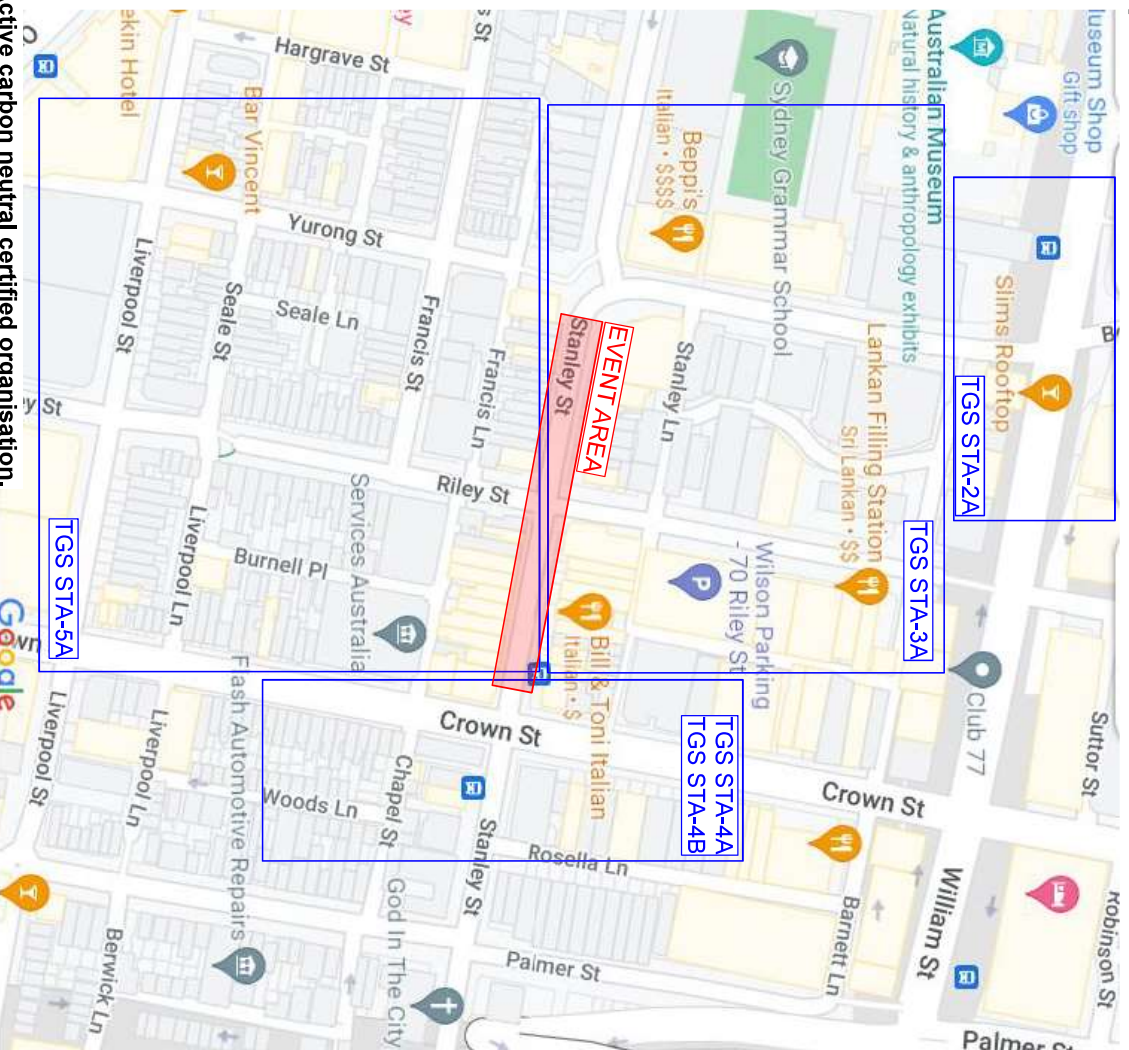 Museum Shop
Gift shop
Suttor St
Robinson St
Slims Rooftop
TGS STA-2A
Club 77
William St
Palmer St
Australian Museum
Natural history & anthropology exhibits
TGS STA-3A
Crown St
Lankan Filling Station
Sri Lankan • $$
Barnett Ln
Sydney Grammar School
Wilson Parking
- 70 Riley St
P
TGS STA-4A
TGS STA-4B
Beppi's
Italian • $$$$
Stanley Ln
EVENT AREA
Stanley St
Bill & Toni Italian
Italian • $
Rosella Ln
Palmer St
Francis Ln
Riley St
Crown St
Stanley St
Francis St
Chapel St
God In The City
Hargrave St
Yurong St
Seale Ln
Services Australia
Burnell Pl
Woods Ln
Bar Vincent
Seale St
Flash Automotive Repairs
Liverpool St
Liverpool Ln
Liverpool Ln
Berwick Ln
Hotel
TGS STA-5A
Liverpool St
Google
carbon neutral certified organisation.